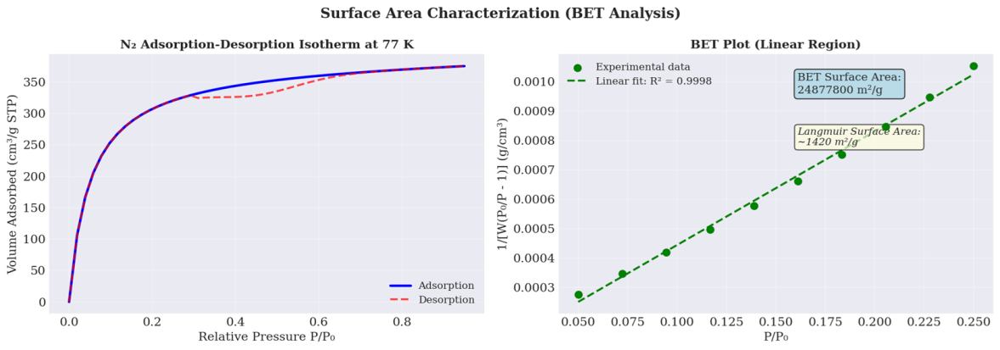 Surface Area Characterization (BET Analysis)
N₂ Adsorption-Desorption Isotherm at 77 K
Volume Adsorbed (cm³/g STP)
350
300
250
200
150
100
50
0
Adsorption
Desorption
0.0 0.2 0.4 0.6 0.8
Relative Pressure P/P₀
BET Plot (Linear Region)
1/[W(P₀/P - 1)] (g/cm³)
0.0010
0.0009
0.0008
0.0007
0.0006
0.0005
0.0004
0.0003
Experimental data
Linear fit: R² = 0.9998
BET Surface Area:
24877800 m²/g
Langmuir Surface Area:
~1420 m²/g
0.050 0.075 0.100 0.125 0.150 0.175 0.200 0.225 0.250
P/P₀